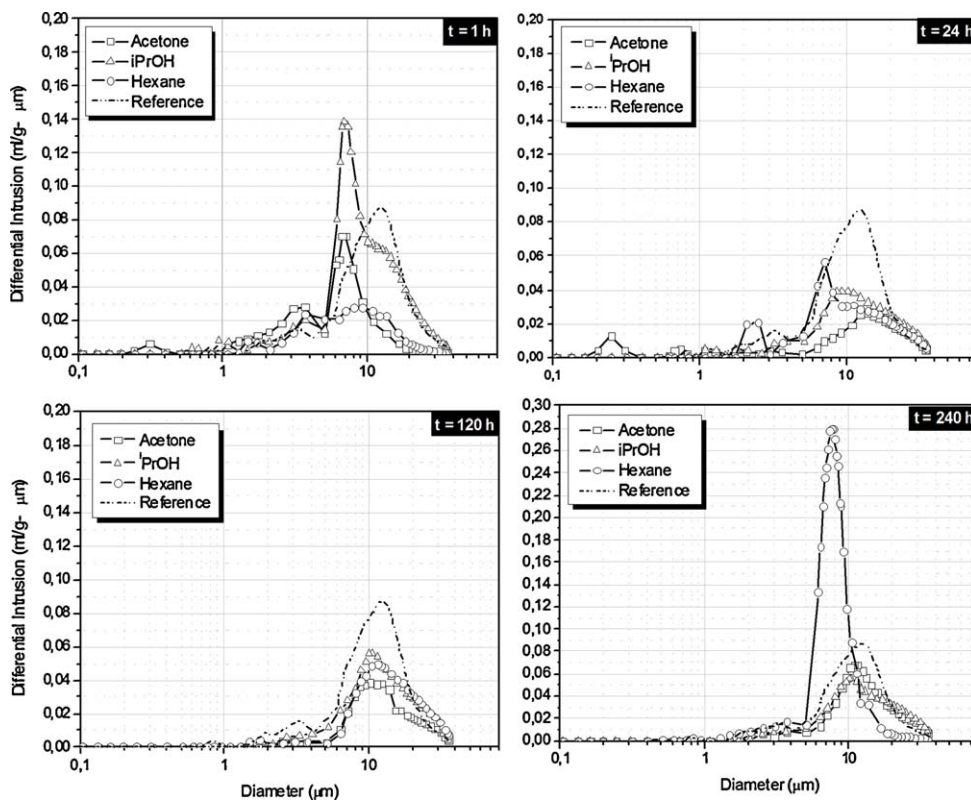 Differential Intrusion (ml/g- μm)
0,20
0,18
0,16
0,14
0,12
0,10
0,08
0,06
0,04
0,02
0,00
t = 1 h
Acetone
iPrOH
Hexane
Reference
0,1 1 10
0,20
0,18
0,16
0,14
0,12
0,10
0,08
0,06
0,04
0,02
0,00
t = 24 h
Acetone
ⁱPrOH
Hexane
Reference
0,1 1 10
Differential Intrusion (ml/g- μm)
0,20
0,18
0,16
0,14
0,12
0,10
0,08
0,06
0,04
0,02
0,00
t = 120 h
Acetone
ⁱPrOH
Hexane
Reference
0,1 1 10
Diameter (μm)
0,30
0,28
0,26
0,24
0,22
0,20
0,18
0,16
0,14
0,12
0,10
0,08
0,06
0,04
0,02
0,00
t = 240 h
Acetone
iPrOH
Hexane
Reference
0,1 1 10
Diameter (μm)